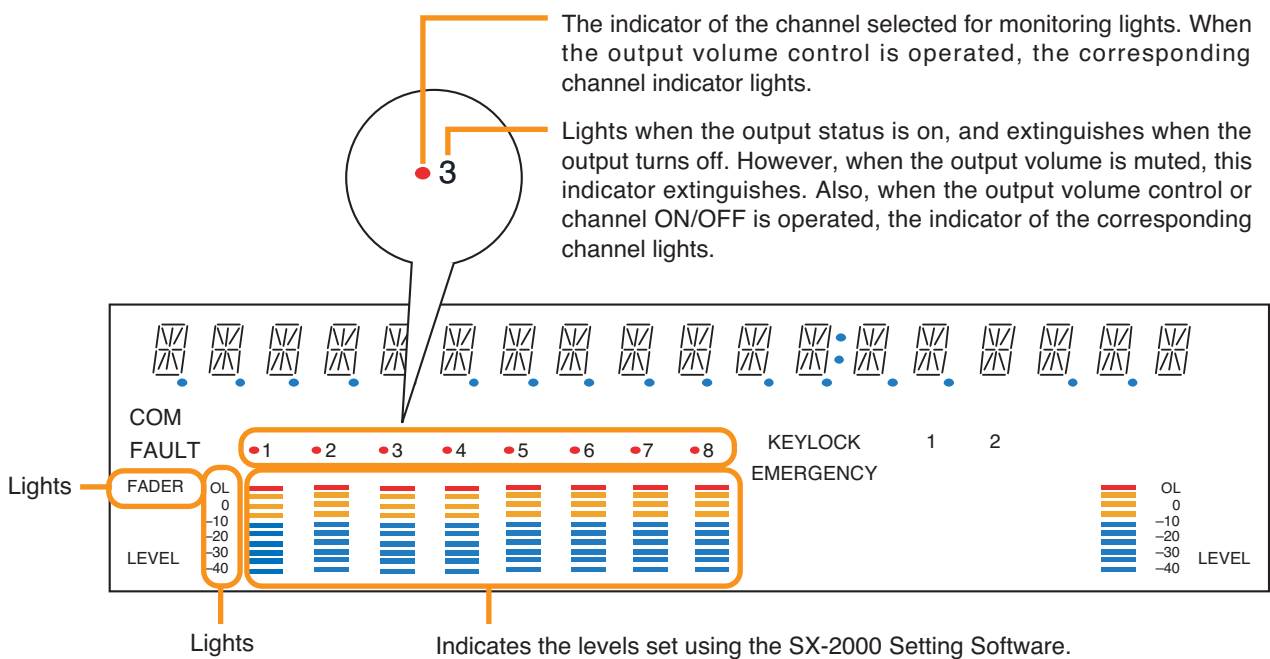 The indicator of the channel selected for monitoring lights. When
the output volume control is operated, the corresponding
channel indicator lights.
Lights when the output status is on, and extinguishes when the
output turns off. However, when the output volume is muted, this
indicator extinguishes. Also, when the output volume control or
channel ON/OFF is operated, the indicator of the corresponding
channel lights.
3
COM
FAULT
1 2 3 4 5 6 7 8
KEYLOCK 1 2
EMERGENCY
Lights
FADER
OL
0
–10
–20
–30
–40
LEVEL
OL
0
–10
–20
–30
–40
LEVEL
Lights
Indicates the levels set using the SX-2000 Setting Software.